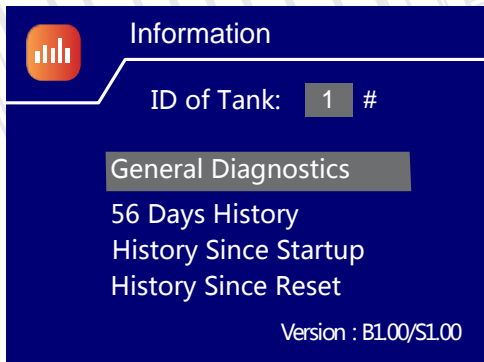 Information
ID of Tank: 1 #
General Diagnostics
56 Days History
History Since Startup
History Since Reset
Version : B1.00/S1.00